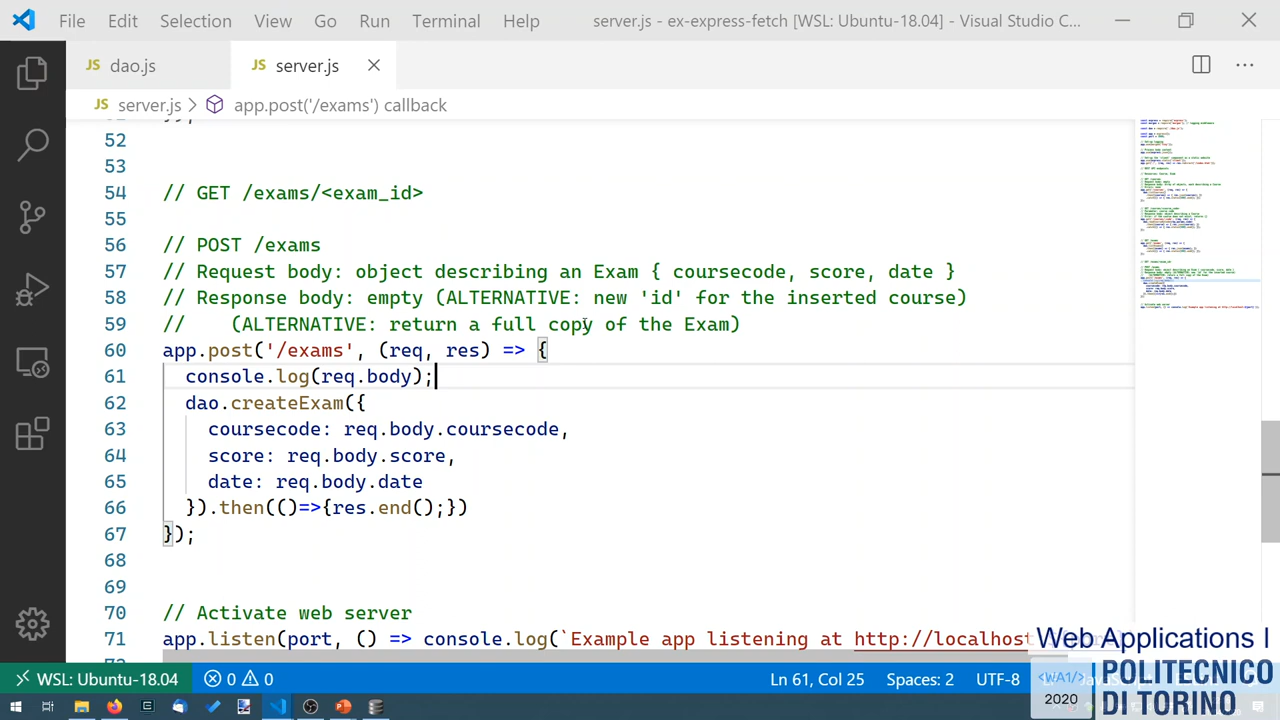 File Edit Selection View Go Run Terminal Help server.js - ex-express-fetch [WSL: Ubuntu-18.04] - Visual Studio C...
JS dao.js JS server.js
JS server.js > app.post('/exams') callback
52
53
54 // GET /exams/<exam_id>
55
56 // POST /exams
57 // Request body: object describing an Exam { coursecode, score, date }
58 // Response body: empty (ALTERNATIVE: new 'id' for the inserted course)
59 // (ALTERNATIVE: return a full copy of the Exam)
60 app.post('/exams', (req, res) => {
61 console.log(req.body);
62 dao.createExam({
63 coursecode: req.body.coursecode,
64 score: req.body.score,
65 date: req.body.date
66 }).then(()=>{res.end();})
67 });
68
69
70 // Activate web server
71 app.listen(port, () => console.log(`Example app listening at http://localhost
Web Applications I
WSL: Ubuntu-18.04 0 0 Ln 61, Col 25 Spaces: 2 UTF-8
<WA1/>
2020
POLITECNICO
DI TORINO